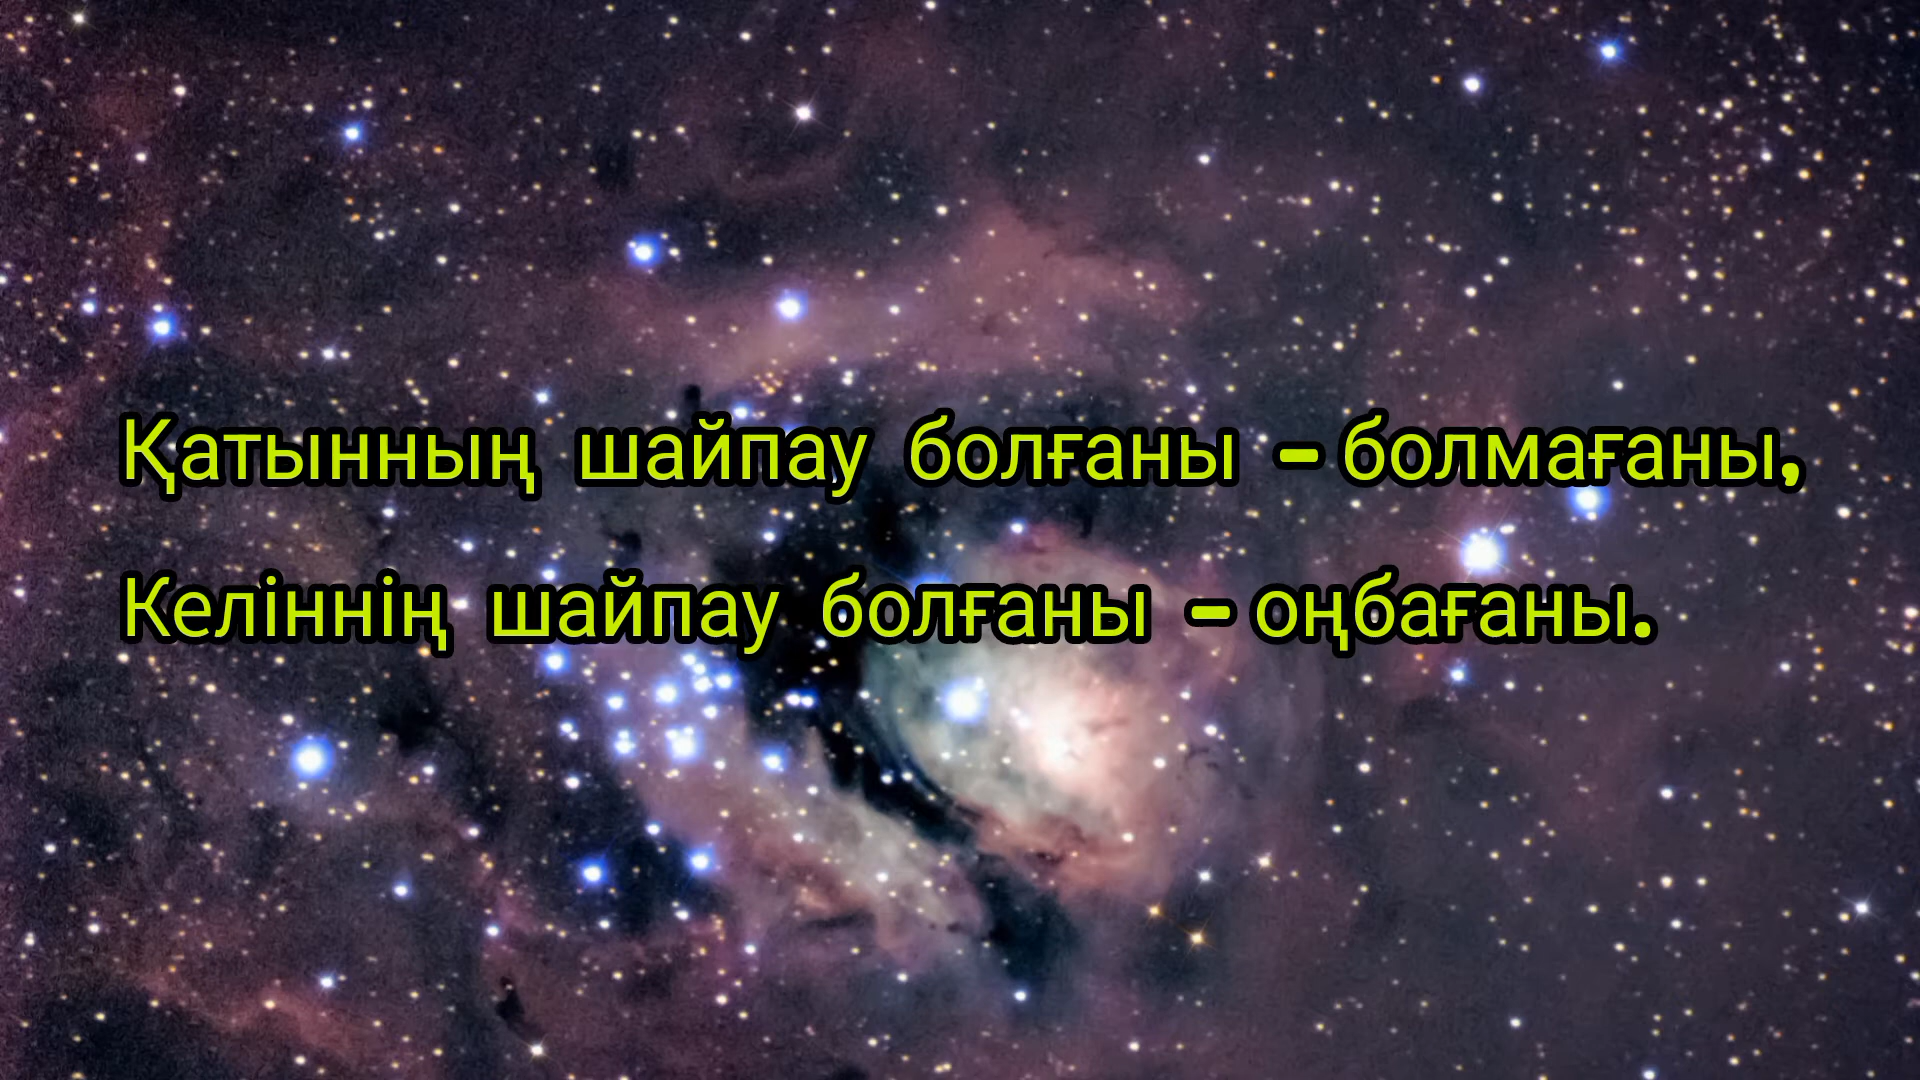 Қатынның шайпау болғаны – болмағаны,
Келіннің шайпау болғаны – оңбағаны.